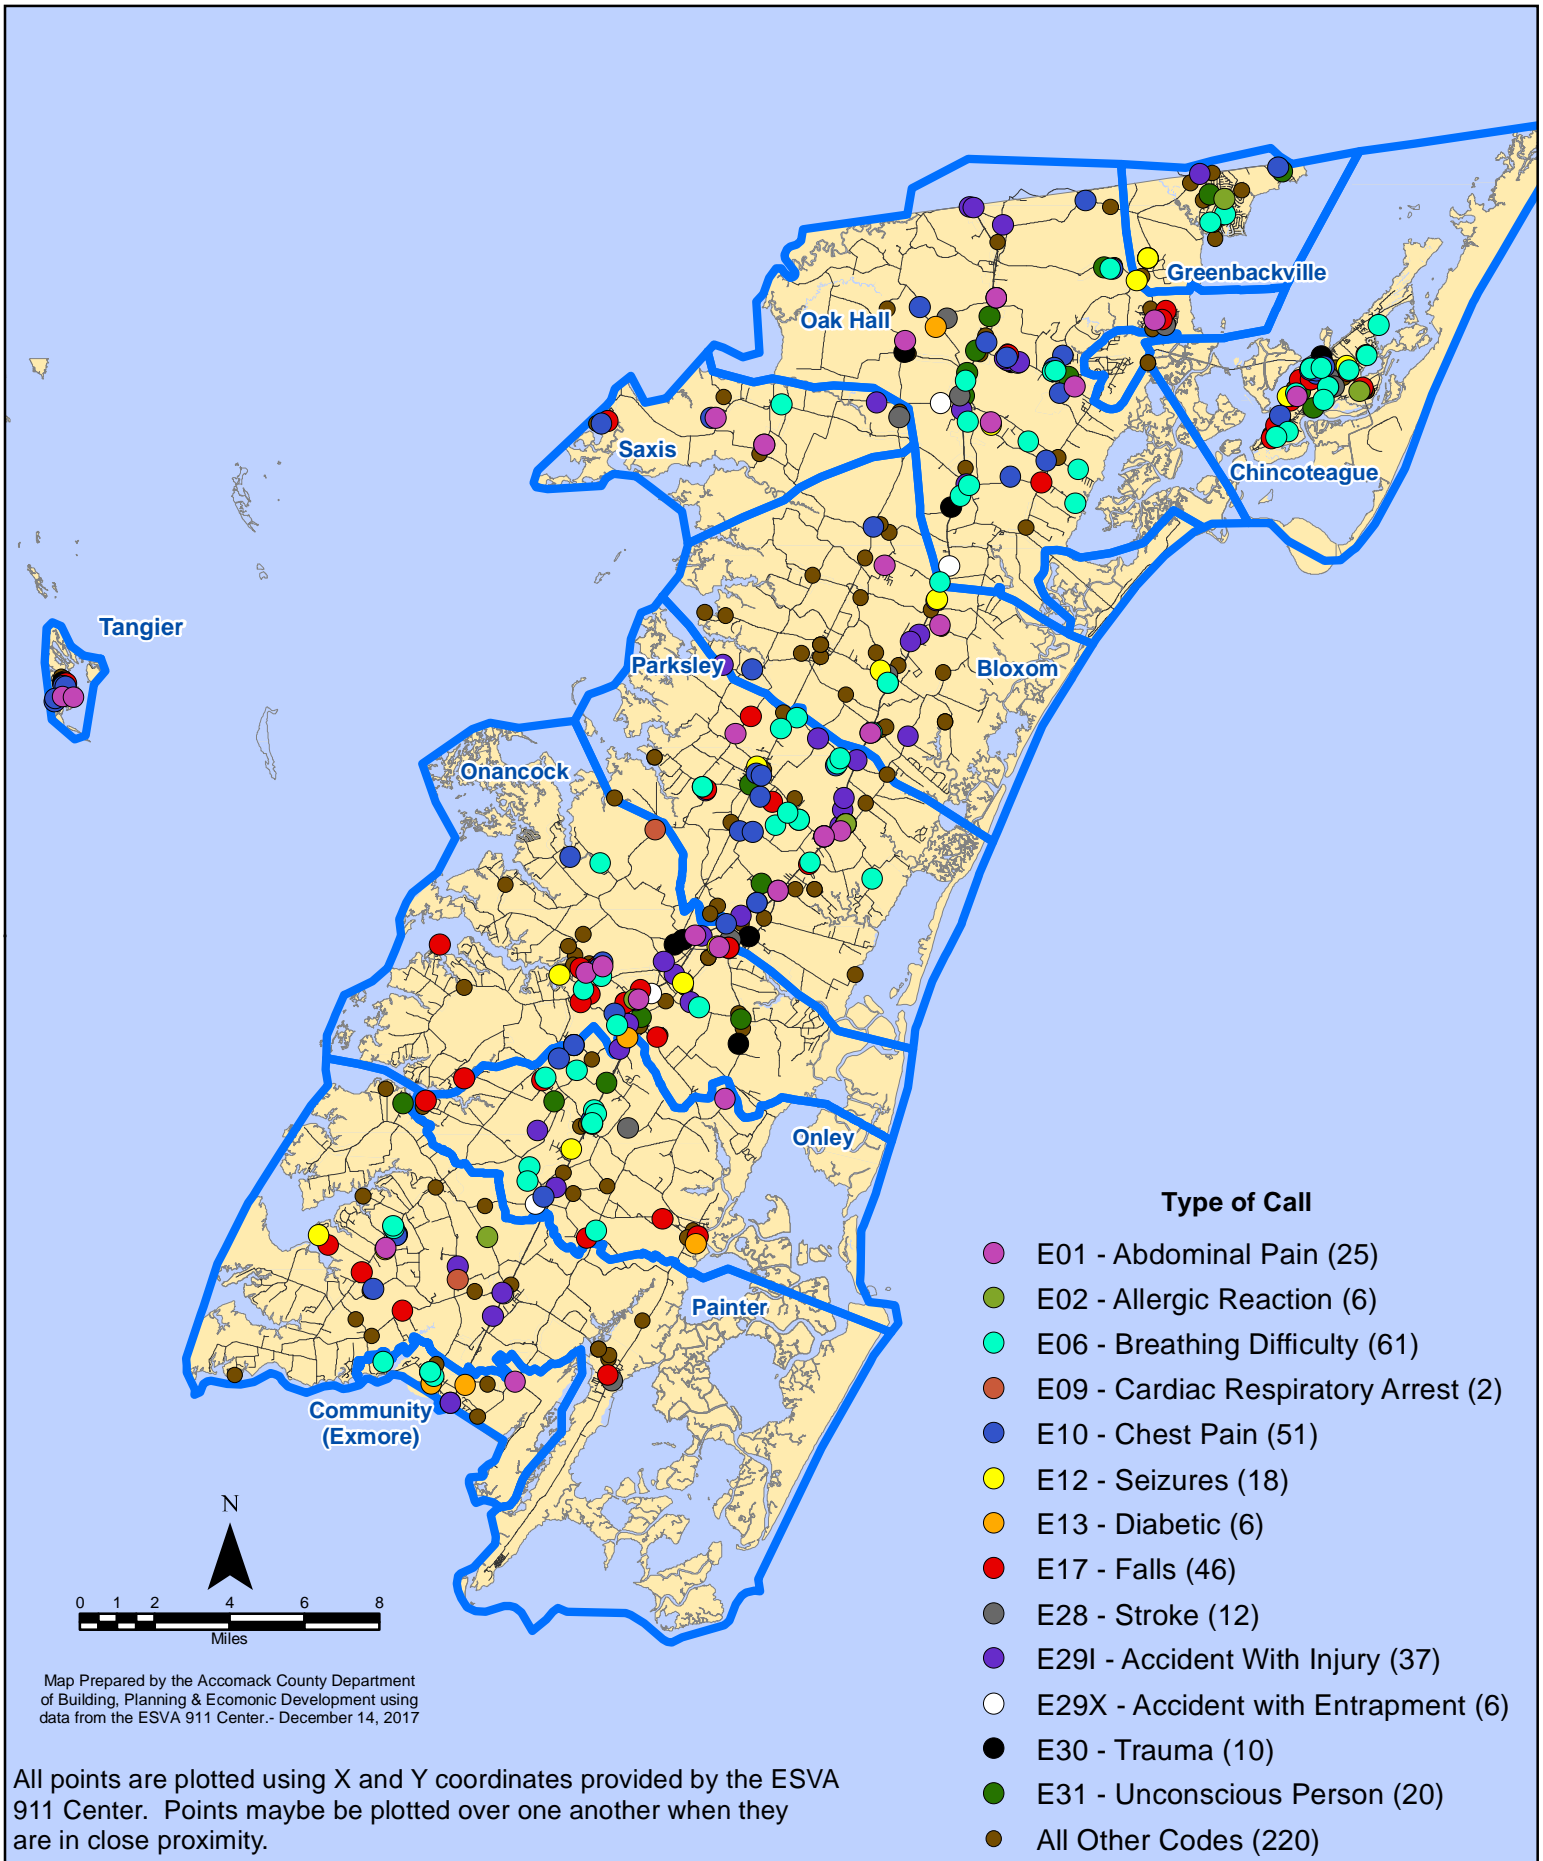 Greenbackville
Oak Hall
Saxis
Chincoteague
Tangier
Parksley
Bloxom
Onancock
Onley
Painter
Community
(Exmore)
Type of Call
E01 - Abdominal Pain (25)
E02 - Allergic Reaction (6)
E06 - Breathing Difficulty (61)
E09 - Cardiac Respiratory Arrest (2)
E10 - Chest Pain (51)
E12 - Seizures (18)
E13 - Diabetic (6)
E17 - Falls (46)
E28 - Stroke (12)
E29I - Accident With Injury (37)
E29X - Accident with Entrapment (6)
E30 - Trauma (10)
E31 - Unconscious Person (20)
All Other Codes (220)
N
0 1 2 4 6 8
Miles
Map Prepared by the Accomack County Department
of Building, Planning & Ecomonic Development using
data from the ESVA 911 Center.- December 14, 2017
All points are plotted using X and Y coordinates provided by the ESVA
911 Center.  Points maybe be plotted over one another when they
are in close proximity.